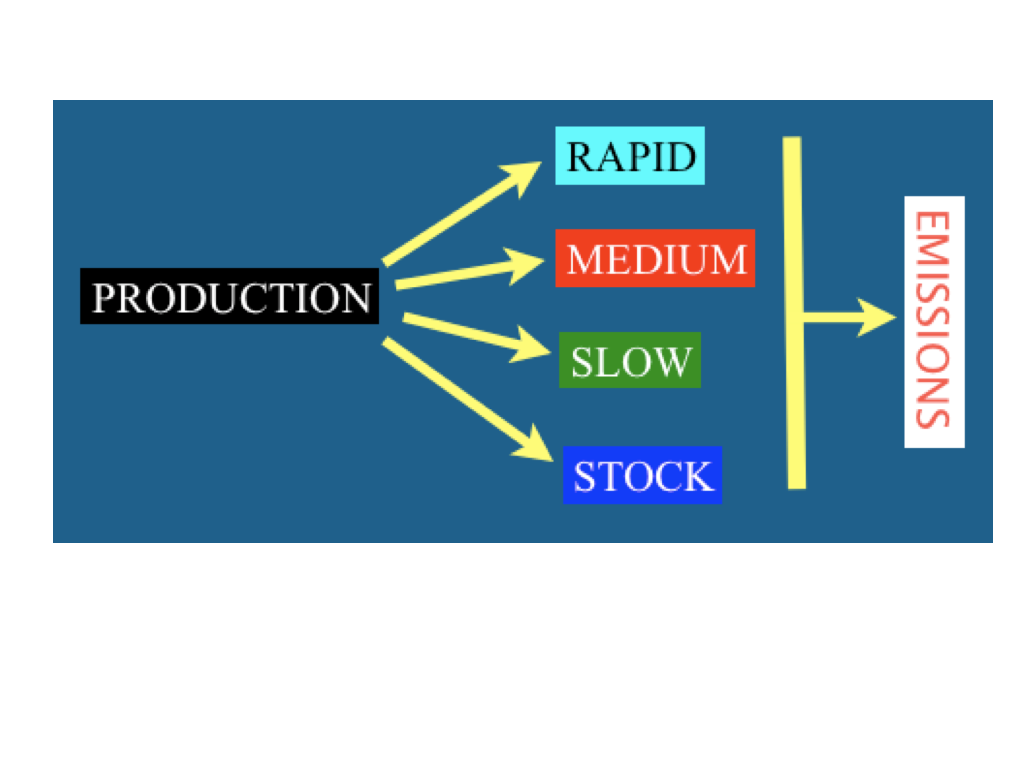 RAPID
MEDIUM
PRODUCTION
SLOW
STOCK
EMISSIONS